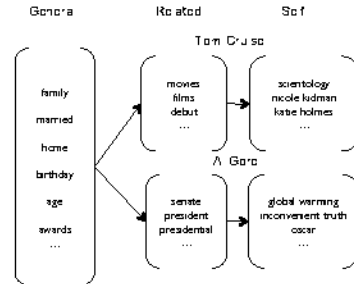 General Related Self
Tom Cruise
family
married
home
birthday
age
awards
...
movies
films
debut
...
scientology
nicole kidman
katie holmes
...
Al Gore
senate
president
presidential
...
global warming
inconvenient truth
oscar
...